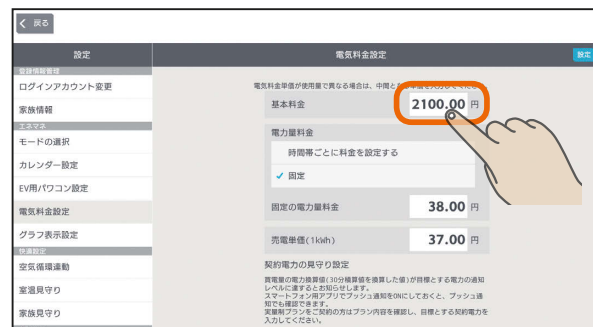 戻る
設定
電気料金設定
設定
登録情報管理
ログインアカウント変更
家族情報
エネマネ
モードの選択
カレンダー設定
EV用パワコン設定
電気料金設定
グラフ表示設定
快適設定
空気循環連動
室温見守り
家族見守り
電気料金単価が使用量で異なる場合は、中間と
基本料金
2100.00 円
電力量料金
時間帯ごとに料金を設定する
固定
固定の電力量料金
38.00 円
売電単価(1kWh)
37.00 円
契約電力の見守り設定
買電量の電力換算値(30分積算値を換算した値)が目標とする電力の通知
レベルに達するとお知らせします。
スマートフォン用アプリでプッシュ通知をONにしておくと、プッシュ通
知でも確認できます。
実量制プランをご契約の方はプラン内容を確認し、目標とする契約電力を
入力してください。